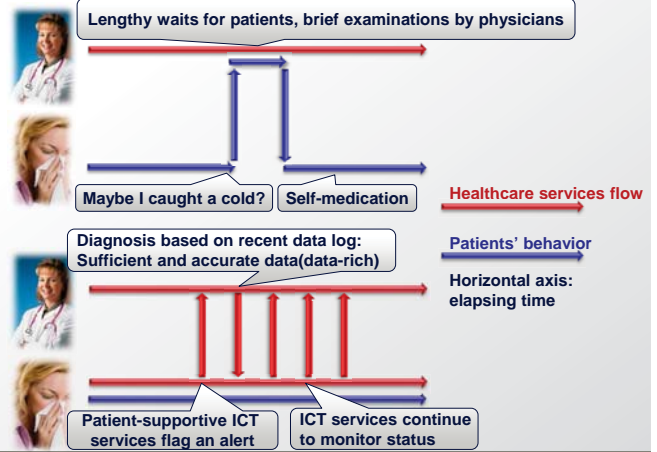 Lengthy waits for patients, brief examinations by physicians
Maybe I caught a cold?
Self-medication
Healthcare services flow
Diagnosis based on recent data log:
Sufficient and accurate data(data-rich)
Patients' behavior
Horizontal axis:
elapsing time
Patient-supportive ICT
services flag an alert
ICT services continue
to monitor status